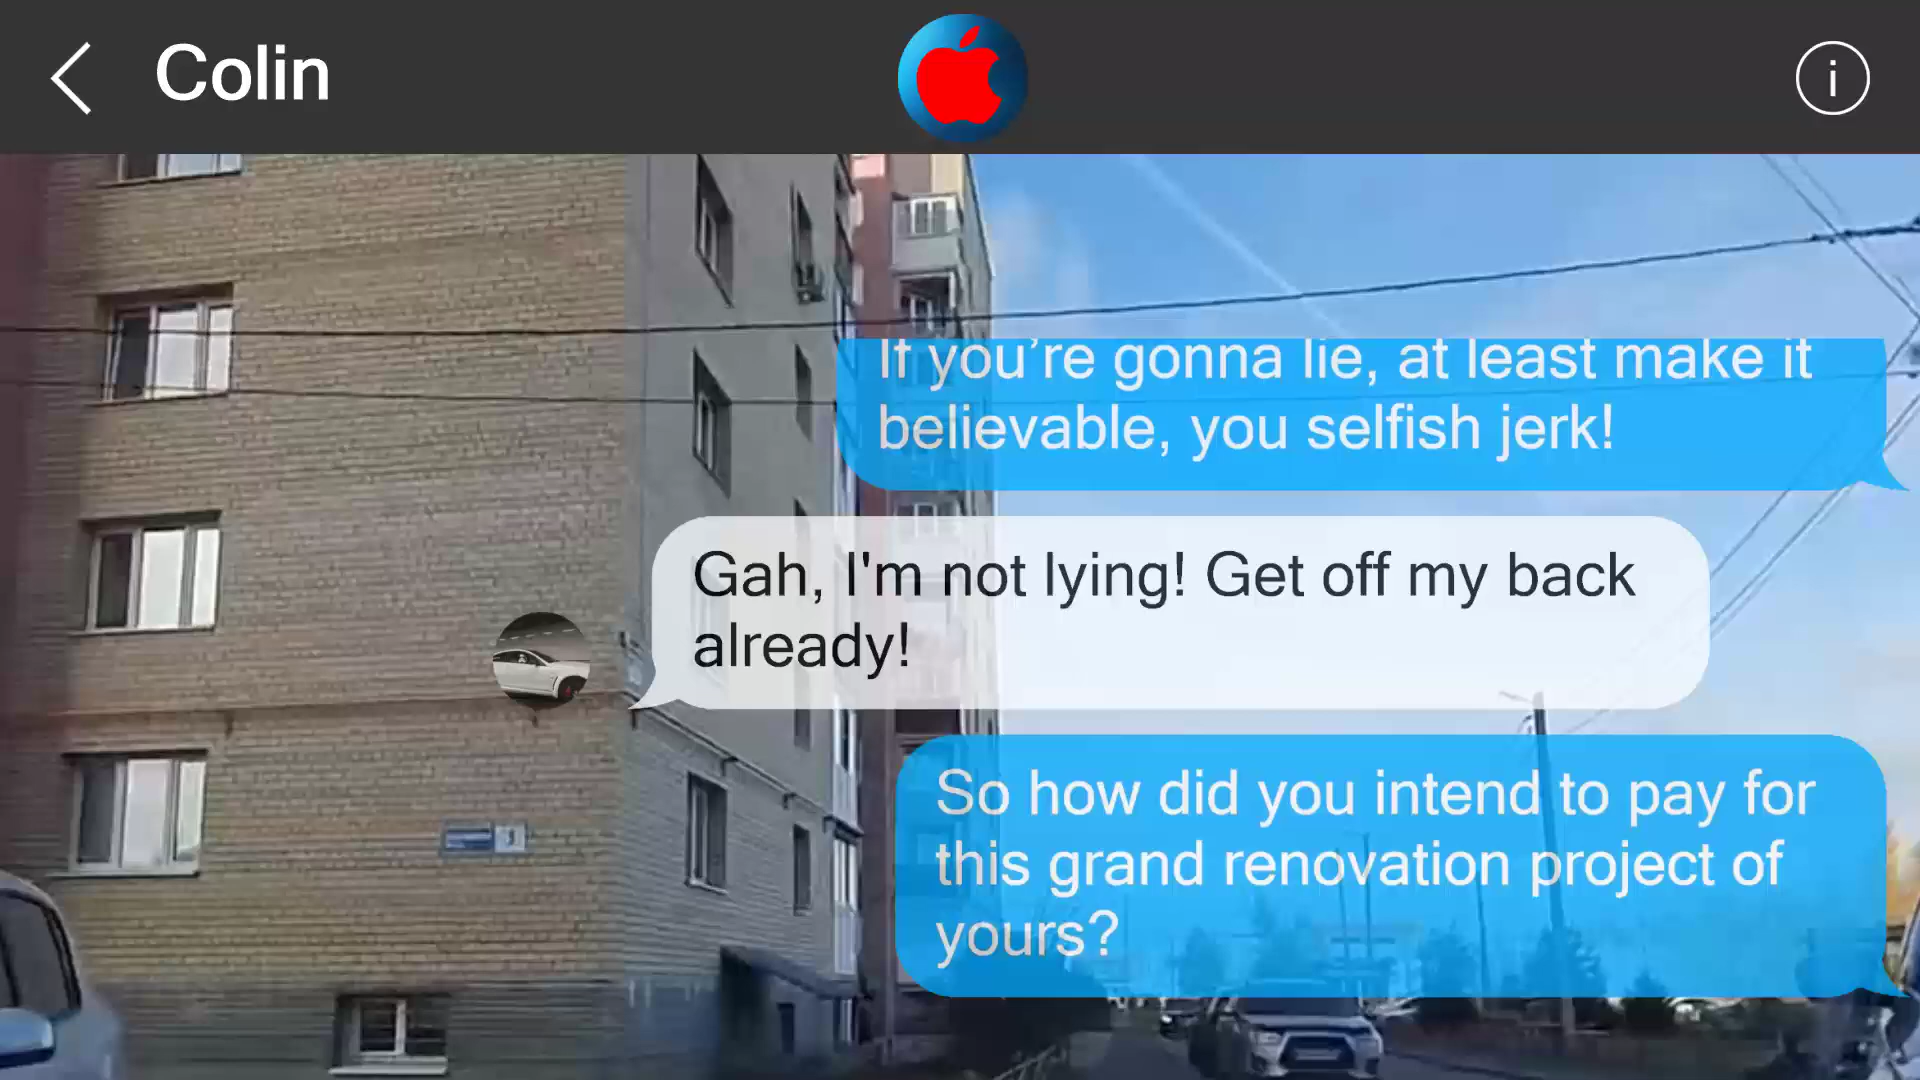 Colin
i
If you're gonna lie, at least make it
believable, you selfish jerk!
Gah, I'm not lying! Get off my back
already!
So how did you intend to pay for
this grand renovation project of
yours?